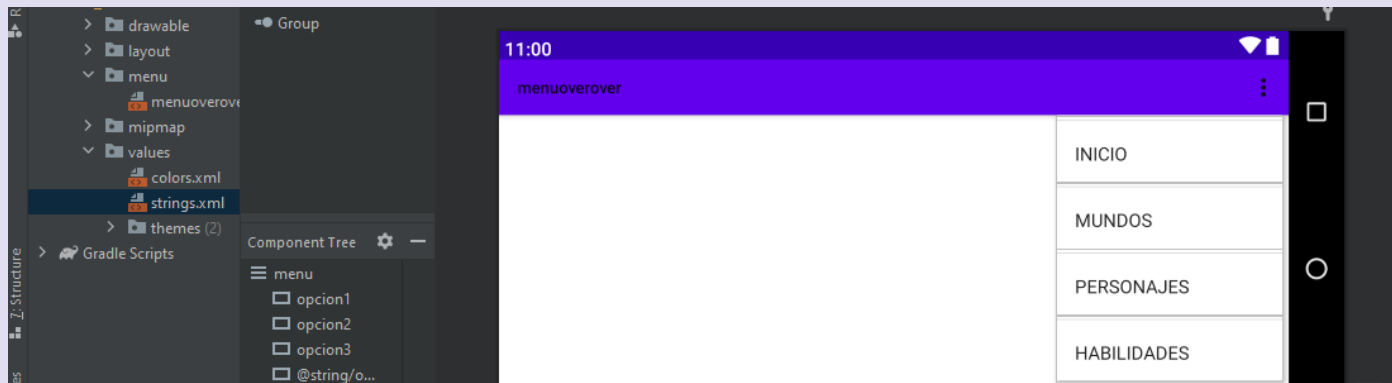 drawable
layout
menu
menuoverove
mipmap
values
colors.xml
strings.xml
themes (2)
Gradle Scripts
7: Structure
Group
Component Tree
menu
opcion1
opcion2
opcion3
@string/o...
11:00
menuoverover
INICIO
MUNDOS
PERSONAJES
HABILIDADES